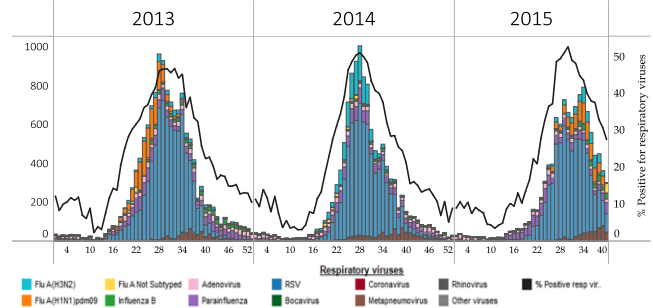 2013 2014 2015
1000
800
600
400
200
0
50
40
30
20
10
0
% Positive for respiratory viruses
4 10 16 22 28 34 40 46 52 4 10 16 22 28 34 40 46 52 4 10 16 22 28 34 40
Respiratory viruses
Flu A(H3N2) Flu A Not Subtyped Adenovirus RSV Coronavirus Rhinovirus % Positive resp vir..
Flu A(H1N1)pdm09 Influenza B Parainfluenza Bocavirus Metapneumovirus Other viruses